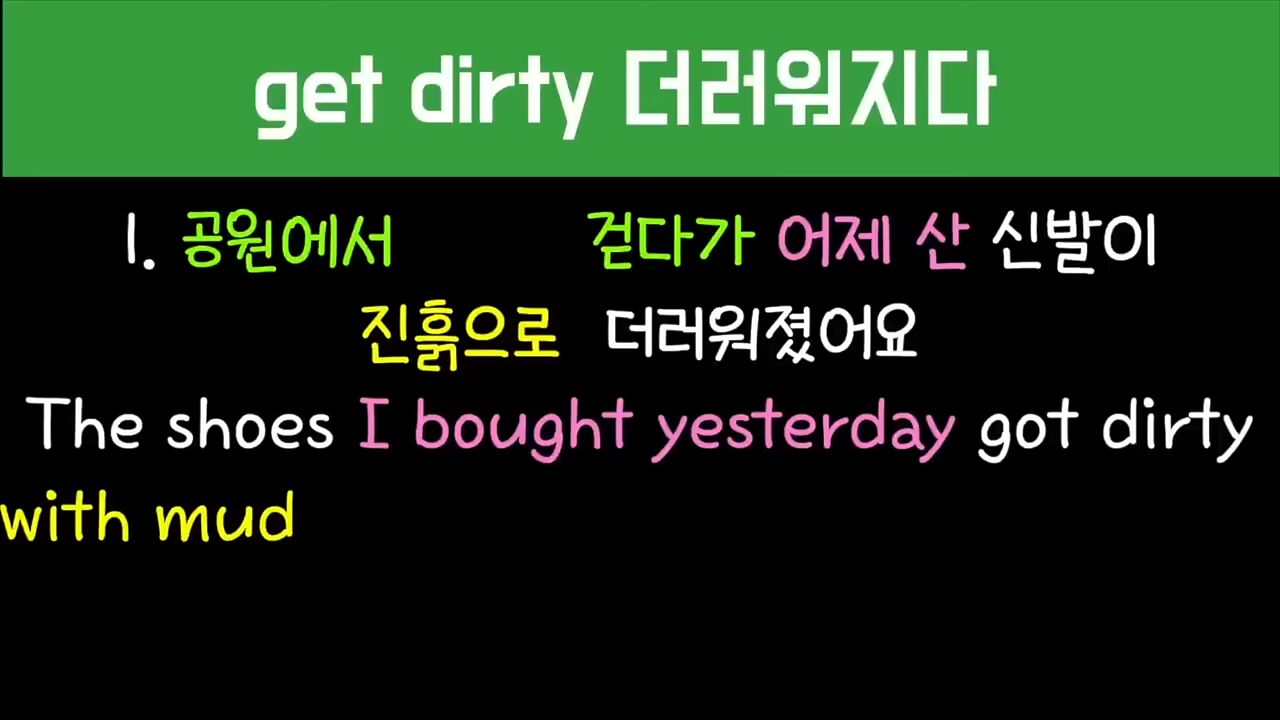 get dirty 더러워지다
1. 공원에서 걷다가 어제 산 신발이
진흙으로 더러워졌어요
The shoes I bought yesterday got dirty
with mud